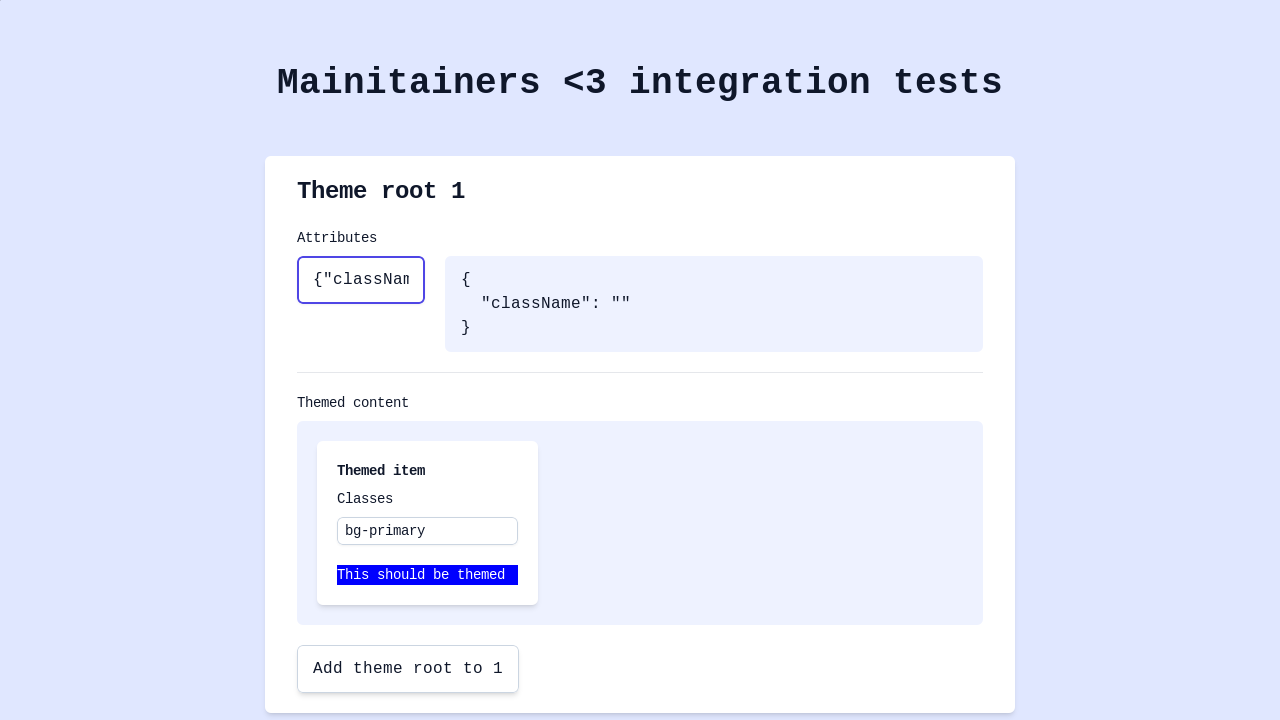 Mainitainers <3 integration tests
Theme root 1
Attributes
{"classNam
{
"className": ""
}
Themed content
Themed item
Classes
bg-primary
This should be themed
Add theme root to 1